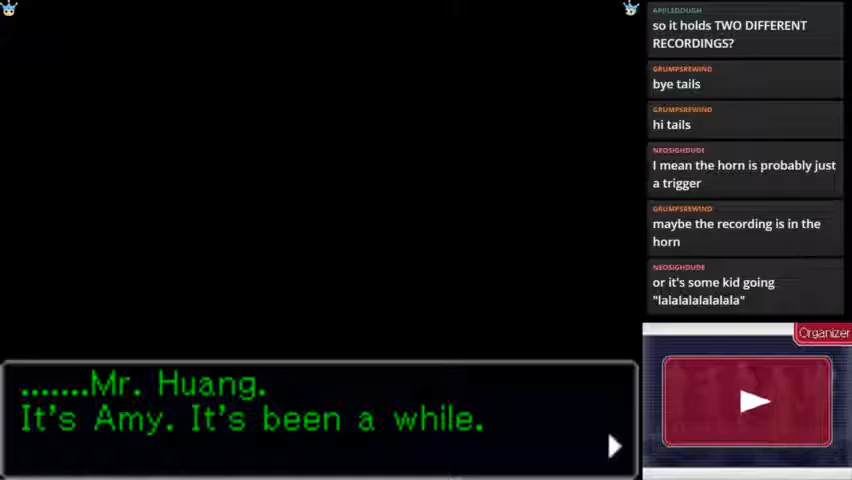 APPLEDOUGH
so it holds TWO DIFFERENT
RECORDINGS?
GRUMPSREWIND
bye tails
GRUMPSREWIND
hi tails
NEOSIGHDUDE
I mean the horn is probably just
a trigger
GRUMPSREWIND
maybe the recording is in the
horn
NEOSIGHDUDE
or it's some kid going
"lalalalalalalala"
Organizer
.......Mr. Huang.
It's Amy. It's been a while.